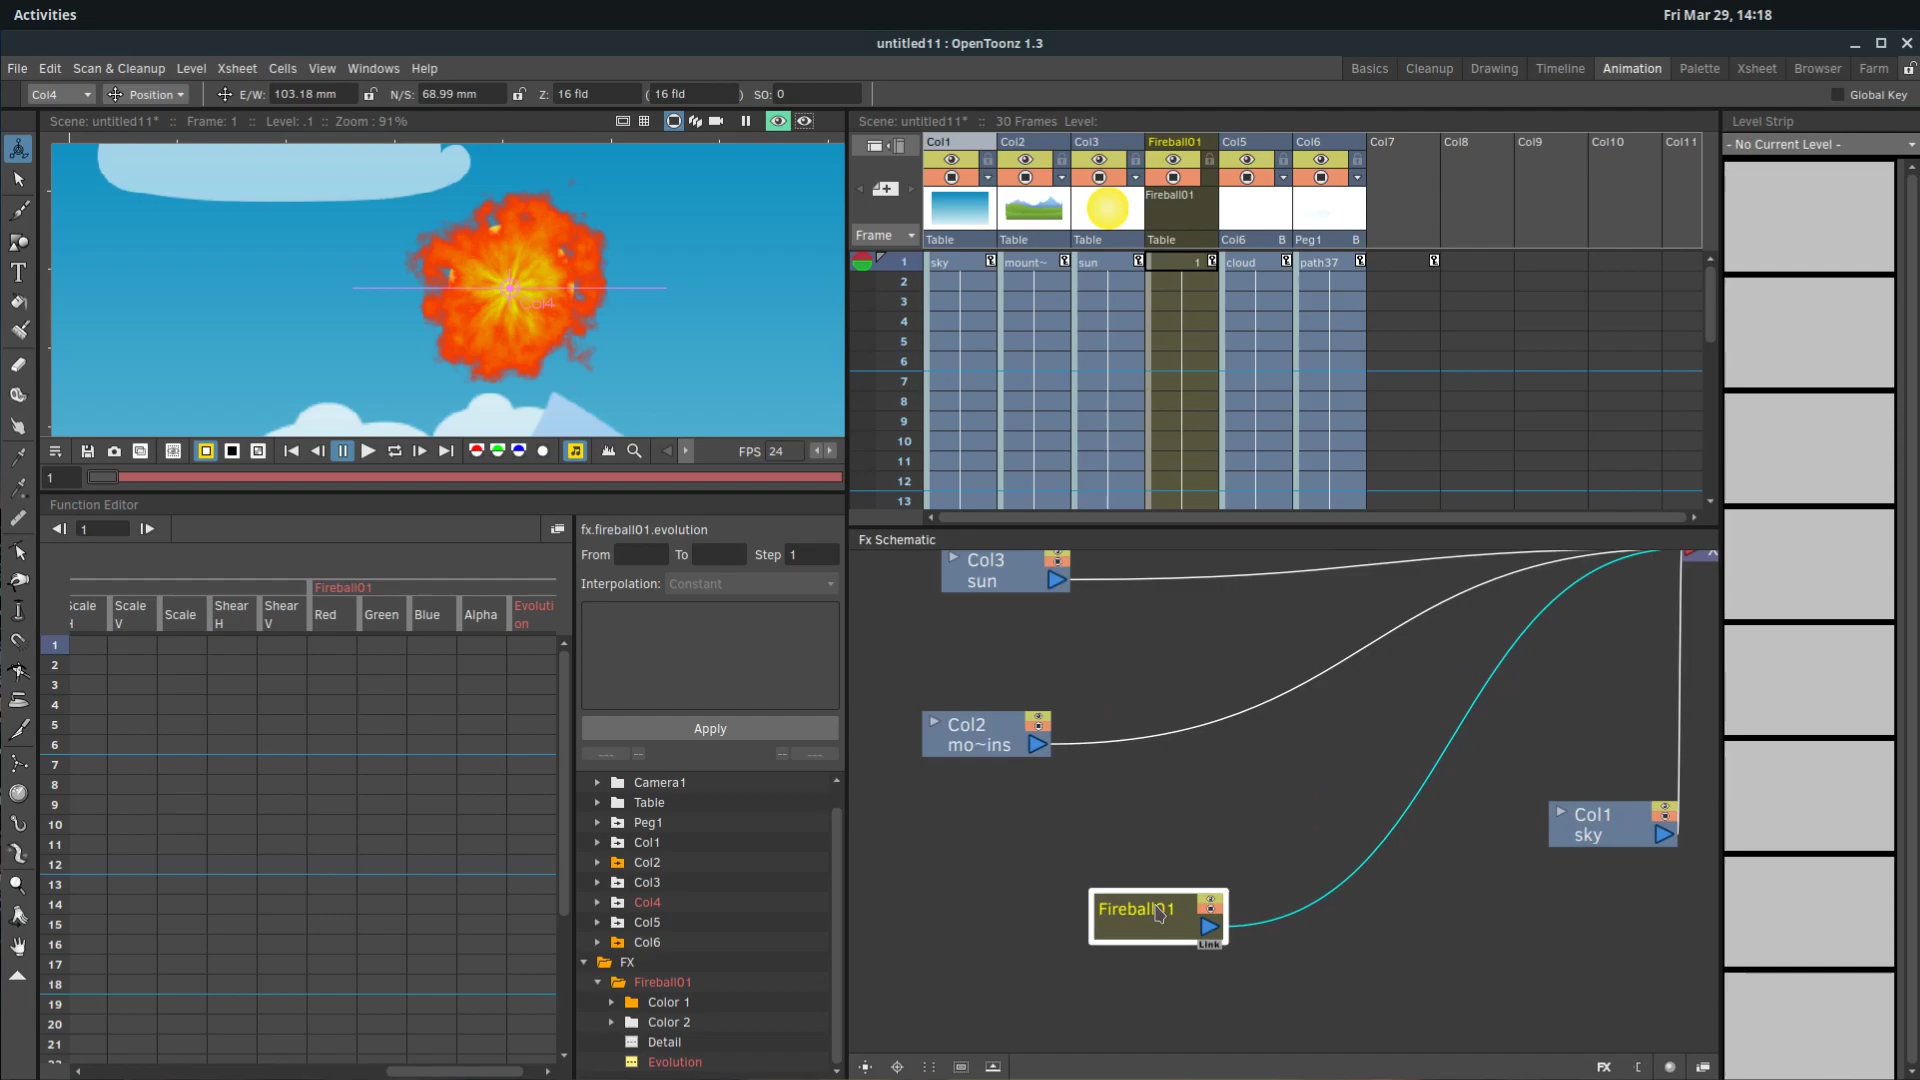 Activities
Fri Mar 29, 14:18
untitled11 : OpenToonz 1.3
File Edit Scan & Cleanup Level Xsheet Cells View Windows Help
Basics Cleanup Drawing Timeline Animation Palette Xsheet Browser Farm
Col4 Position E/W: 103.18 mm N/S: 68.99 mm Z: 16 fld ( 16 fld ) SO: 0
Global Key
Scene: untitled11* :: Frame: 1 :: Level: .1 :: Zoom : 91%
Col4
FPS 24
1
Scene: untitled11* :: 30 Frames Level:
Col1 Col2 Col3 Fireball01 Col5 Col6 Col7 Col8 Col9 Col10 Col11
Fireball01
Frame
Table Table Table Table Col6 B Peg1 B
1 sky mount~ sun 1 cloud path37
2
3
4
5
6
7
8
9
10
11
12
13
Level Strip
- No Current Level -
Function Editor
1
Fireball01
Scale H Scale V Scale Shear H Shear V Red Green Blue Alpha Evoluti on
1
2
3
4
5
6
7
8
9
10
11
12
13
14
15
16
17
18
19
20
21
fx.fireball01.evolution
From To Step 1
Interpolation: Constant
Apply
Camera1
Table
Peg1
Col1
Col2
Col3
Col4
Col5
Col6
FX
Fireball01
Color 1
Color 2
Detail
Evolution
Fx Schematic
Col3
sun
Col2
mo~ins
Col1
sky
Fireball01
Link
FX